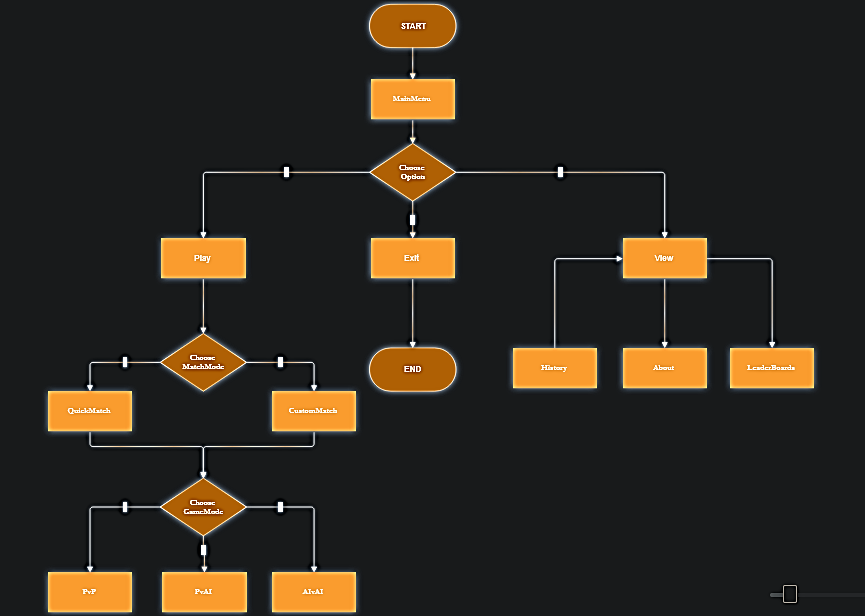 START
MainMenu
Choose
Option
Play
Exit
View
Choose
MatchMode
END
History
About
LeaderBoards
QuickMatch
CustomMatch
Choose
GameMode
PvP
PvAI
AIvAI